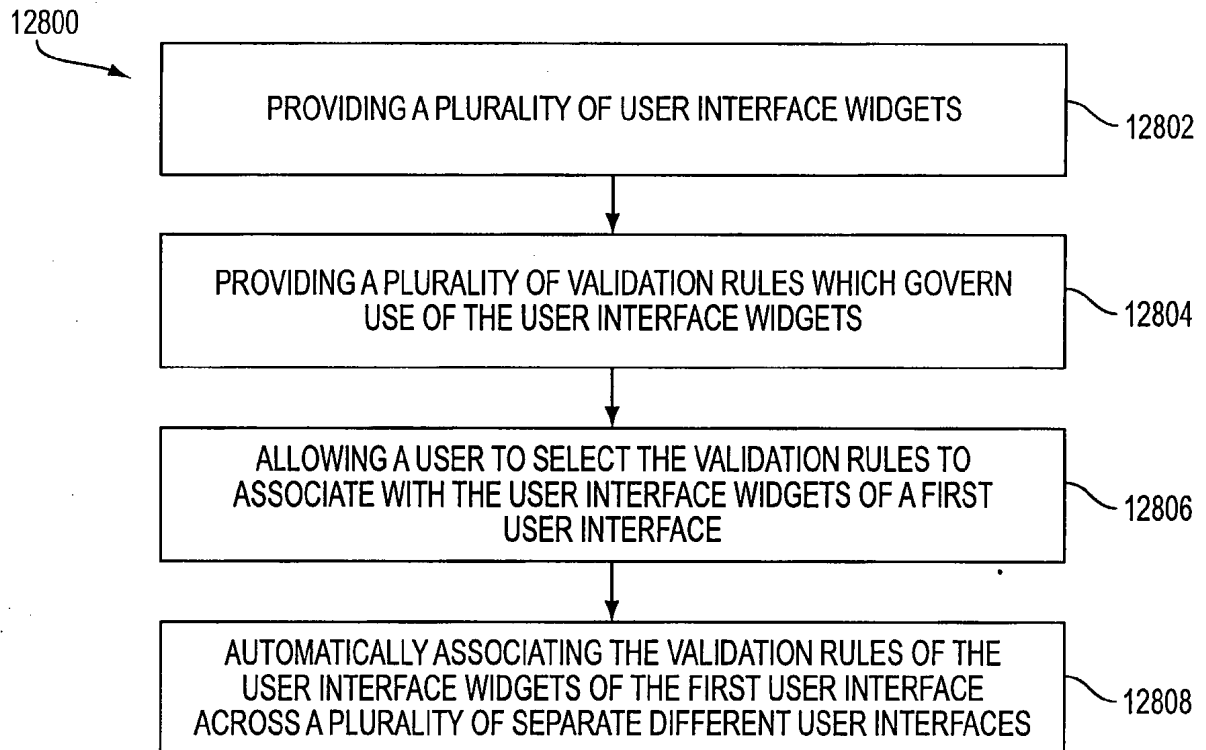 12800
PROVIDING A PLURALITY OF USER INTERFACE WIDGETS
12802
PROVIDING A PLURALITY OF VALIDATION RULES WHICH GOVERN
USE OF THE USER INTERFACE WIDGETS
12804
ALLOWING A USER TO SELECT THE VALIDATION RULES TO
ASSOCIATE WITH THE USER INTERFACE WIDGETS OF A FIRST
USER INTERFACE
12806
AUTOMATICALLY ASSOCIATING THE VALIDATION RULES OF THE
USER INTERFACE WIDGETS OF THE FIRST USER INTERFACE
ACROSS A PLURALITY OF SEPARATE DIFFERENT USER INTERFACES
12808